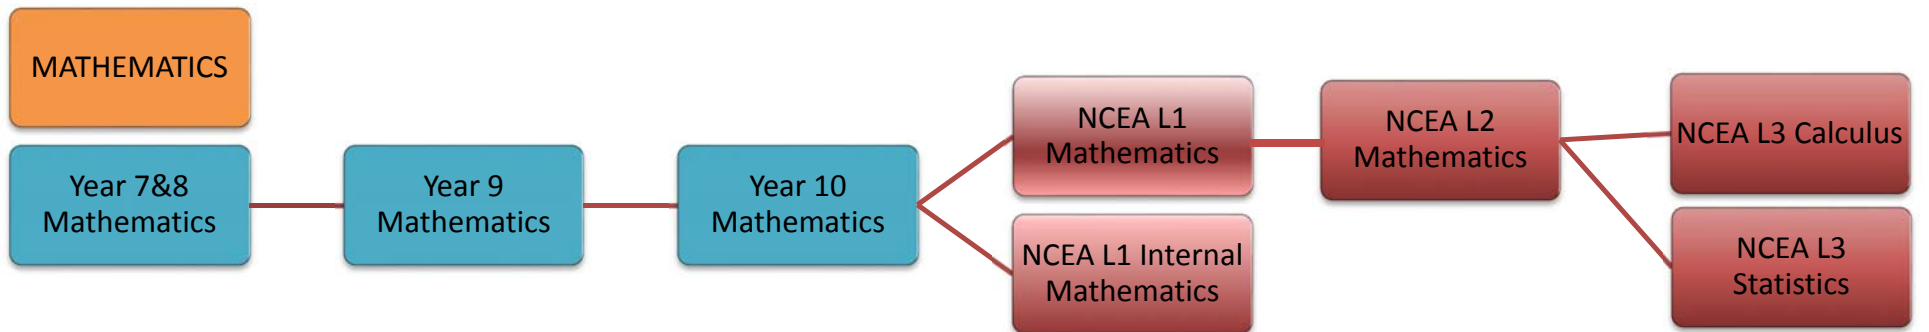 MATHEMATICS
Year 7&8
Mathematics
Year 9
Mathematics
Year 10
Mathematics
NCEA L1
Mathematics
NCEA L1 Internal
Mathematics
NCEA L2
Mathematics
NCEA L3 Calculus
NCEA L3
Statistics